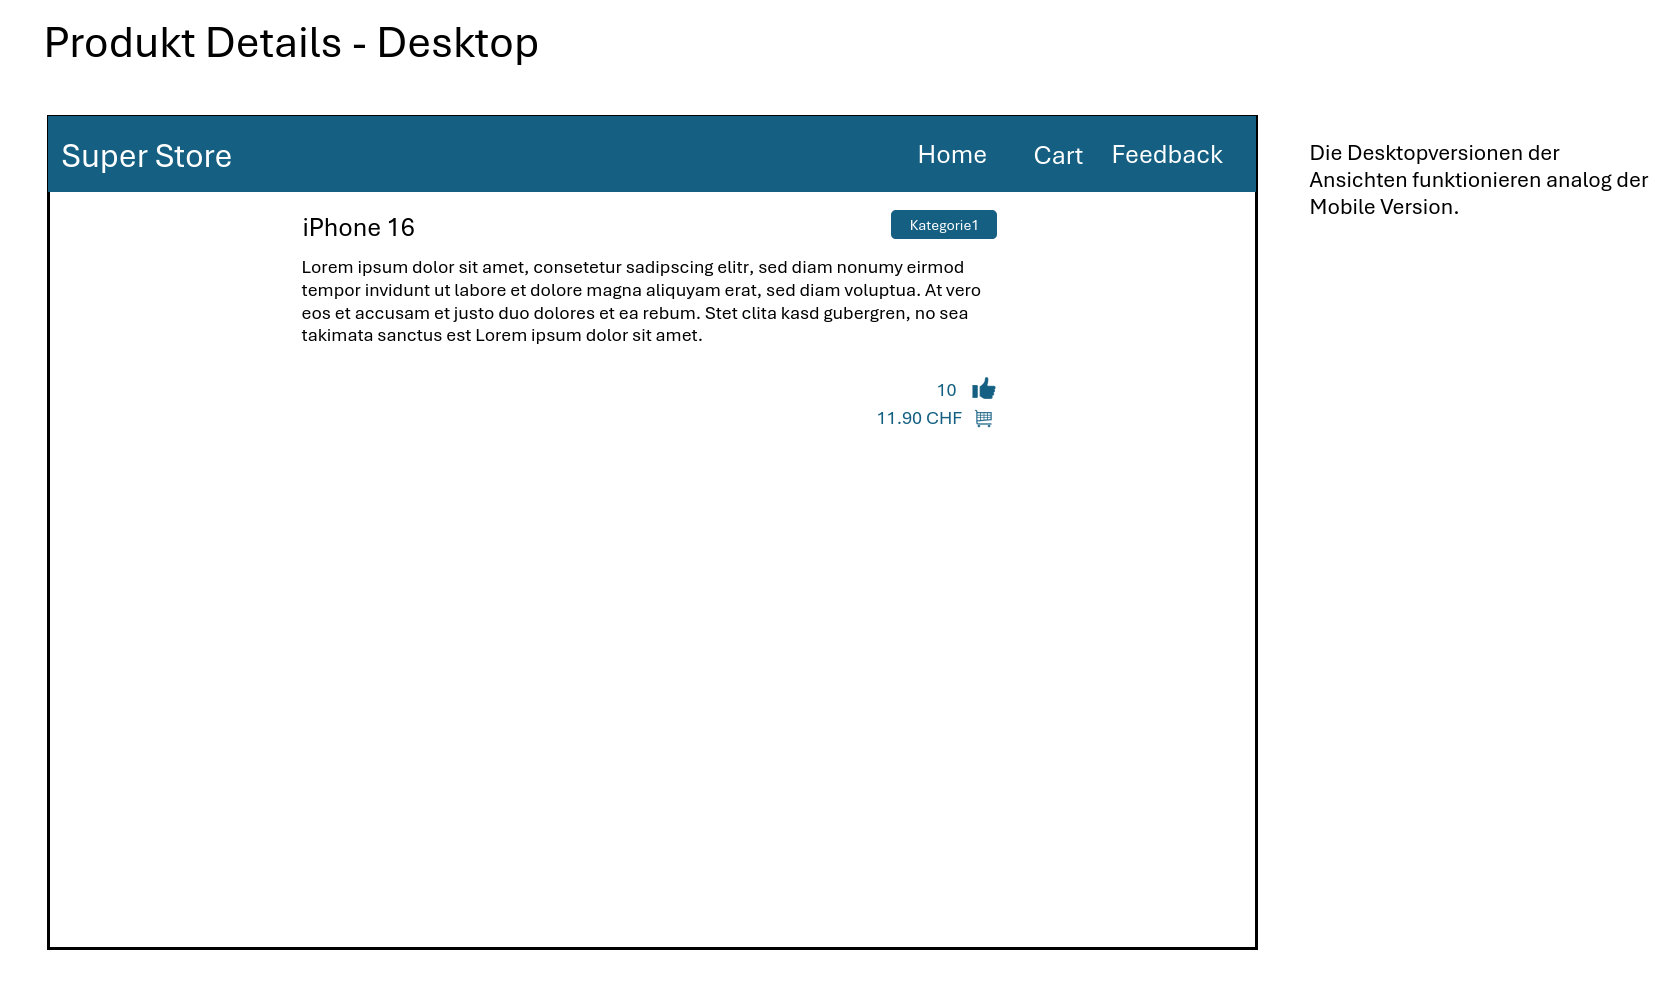 Produkt Details - Desktop
Super Store
Home
Cart
Feedback
Die Desktopversionen der
Ansichten funktionieren analog der
Mobile Version.
iPhone 16
Kategorie1
Lorem ipsum dolor sit amet, consetetur sadipscing elitr, sed diam nonumy eirmod
tempor invidunt ut labore et dolore magna aliquyam erat, sed diam voluptua. At vero
eos et accusam et justo duo dolores et ea rebum. Stet clita kasd gubergren, no sea
takimata sanctus est Lorem ipsum dolor sit amet.
10
11.90 CHF